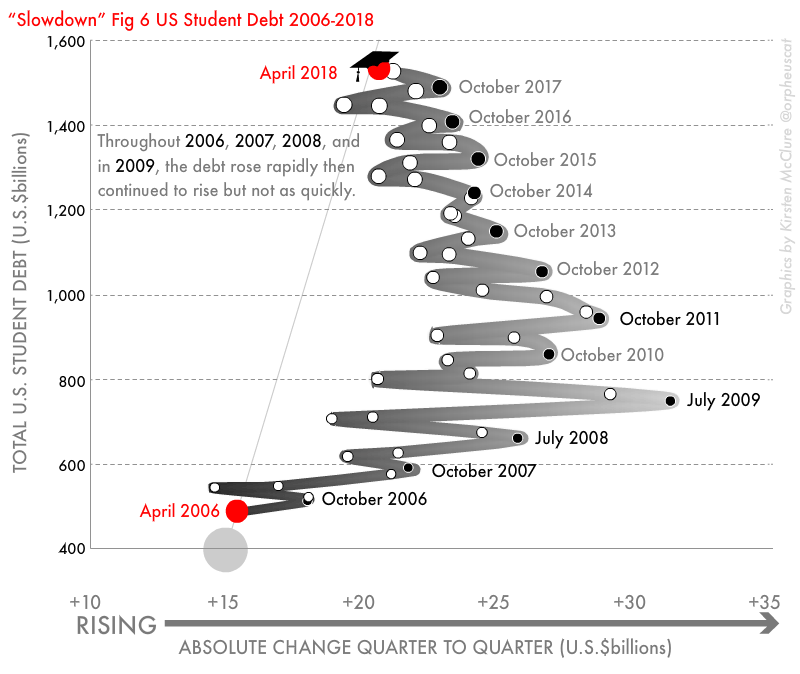 “Slowdown” Fig 6 US Student Debt 2006-2018
1,600
April 2018
October 2017
October 2016
1,400
Throughout 2006, 2007, 2008, and
in 2009, the debt rose rapidly then
continued to rise but not as quickly.
October 2015
October 2014
1,200
October 2013
October 2012
1,000
October 2011
October 2010
800
July 2009
July 2008
600
October 2007
October 2006
April 2006
400
TOTAL U.S. STUDENT DEBT (U.S.$billions)
Graphics by Kirsten McClure @orpheuscat
+10 +15 +20 +25 +30 +35
RISING
ABSOLUTE CHANGE QUARTER TO QUARTER (U.S.$billions)